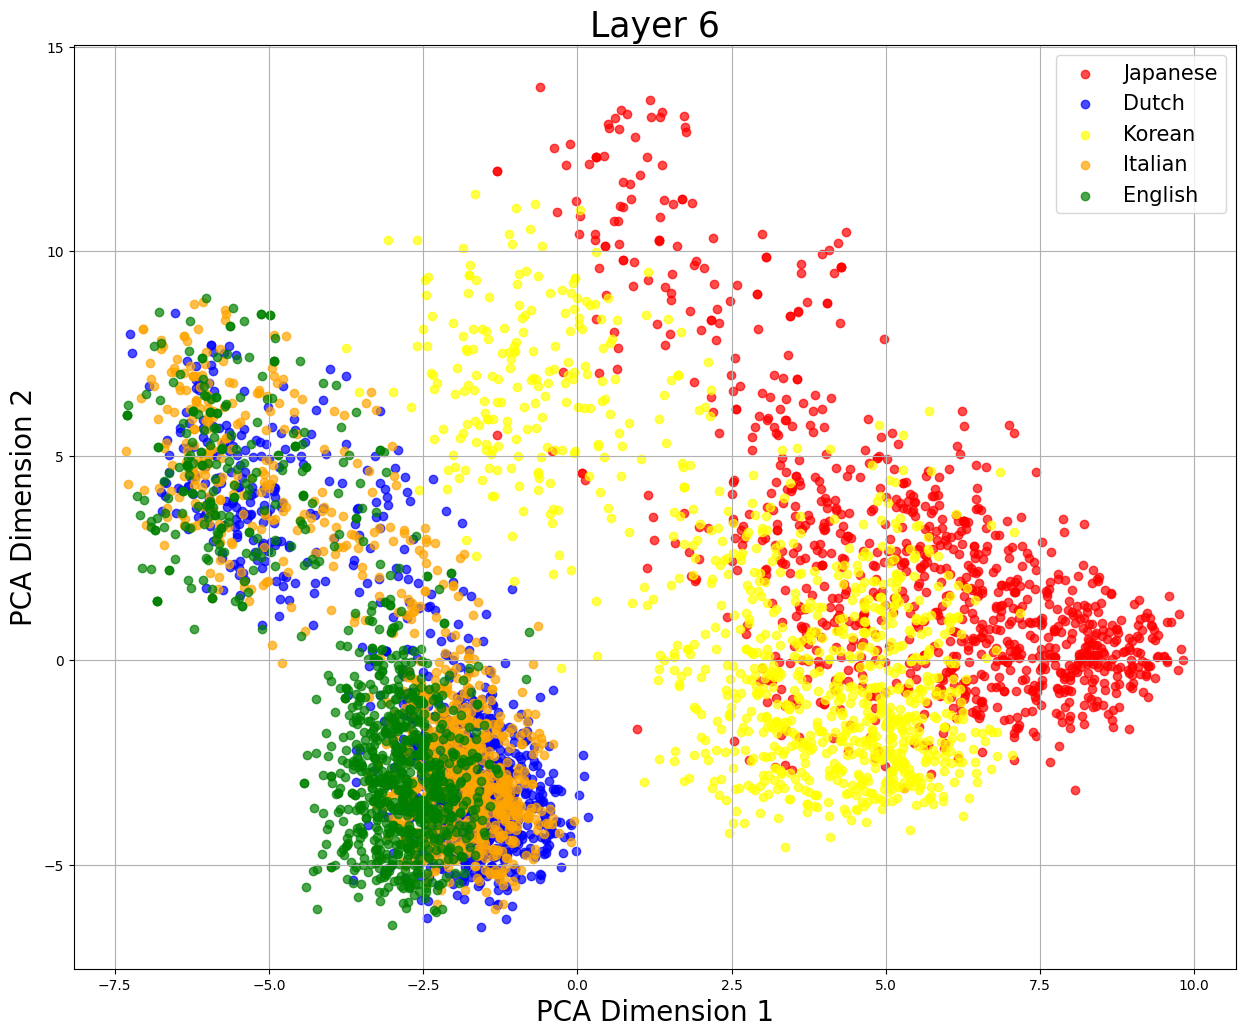 Layer 6
Japanese
Dutch
Korean
Italian
English
15
10
5
0
−5
PCA Dimension 2
−7.5
−5.0
−2.5
0.0
2.5
5.0
7.5
10.0
PCA Dimension 1